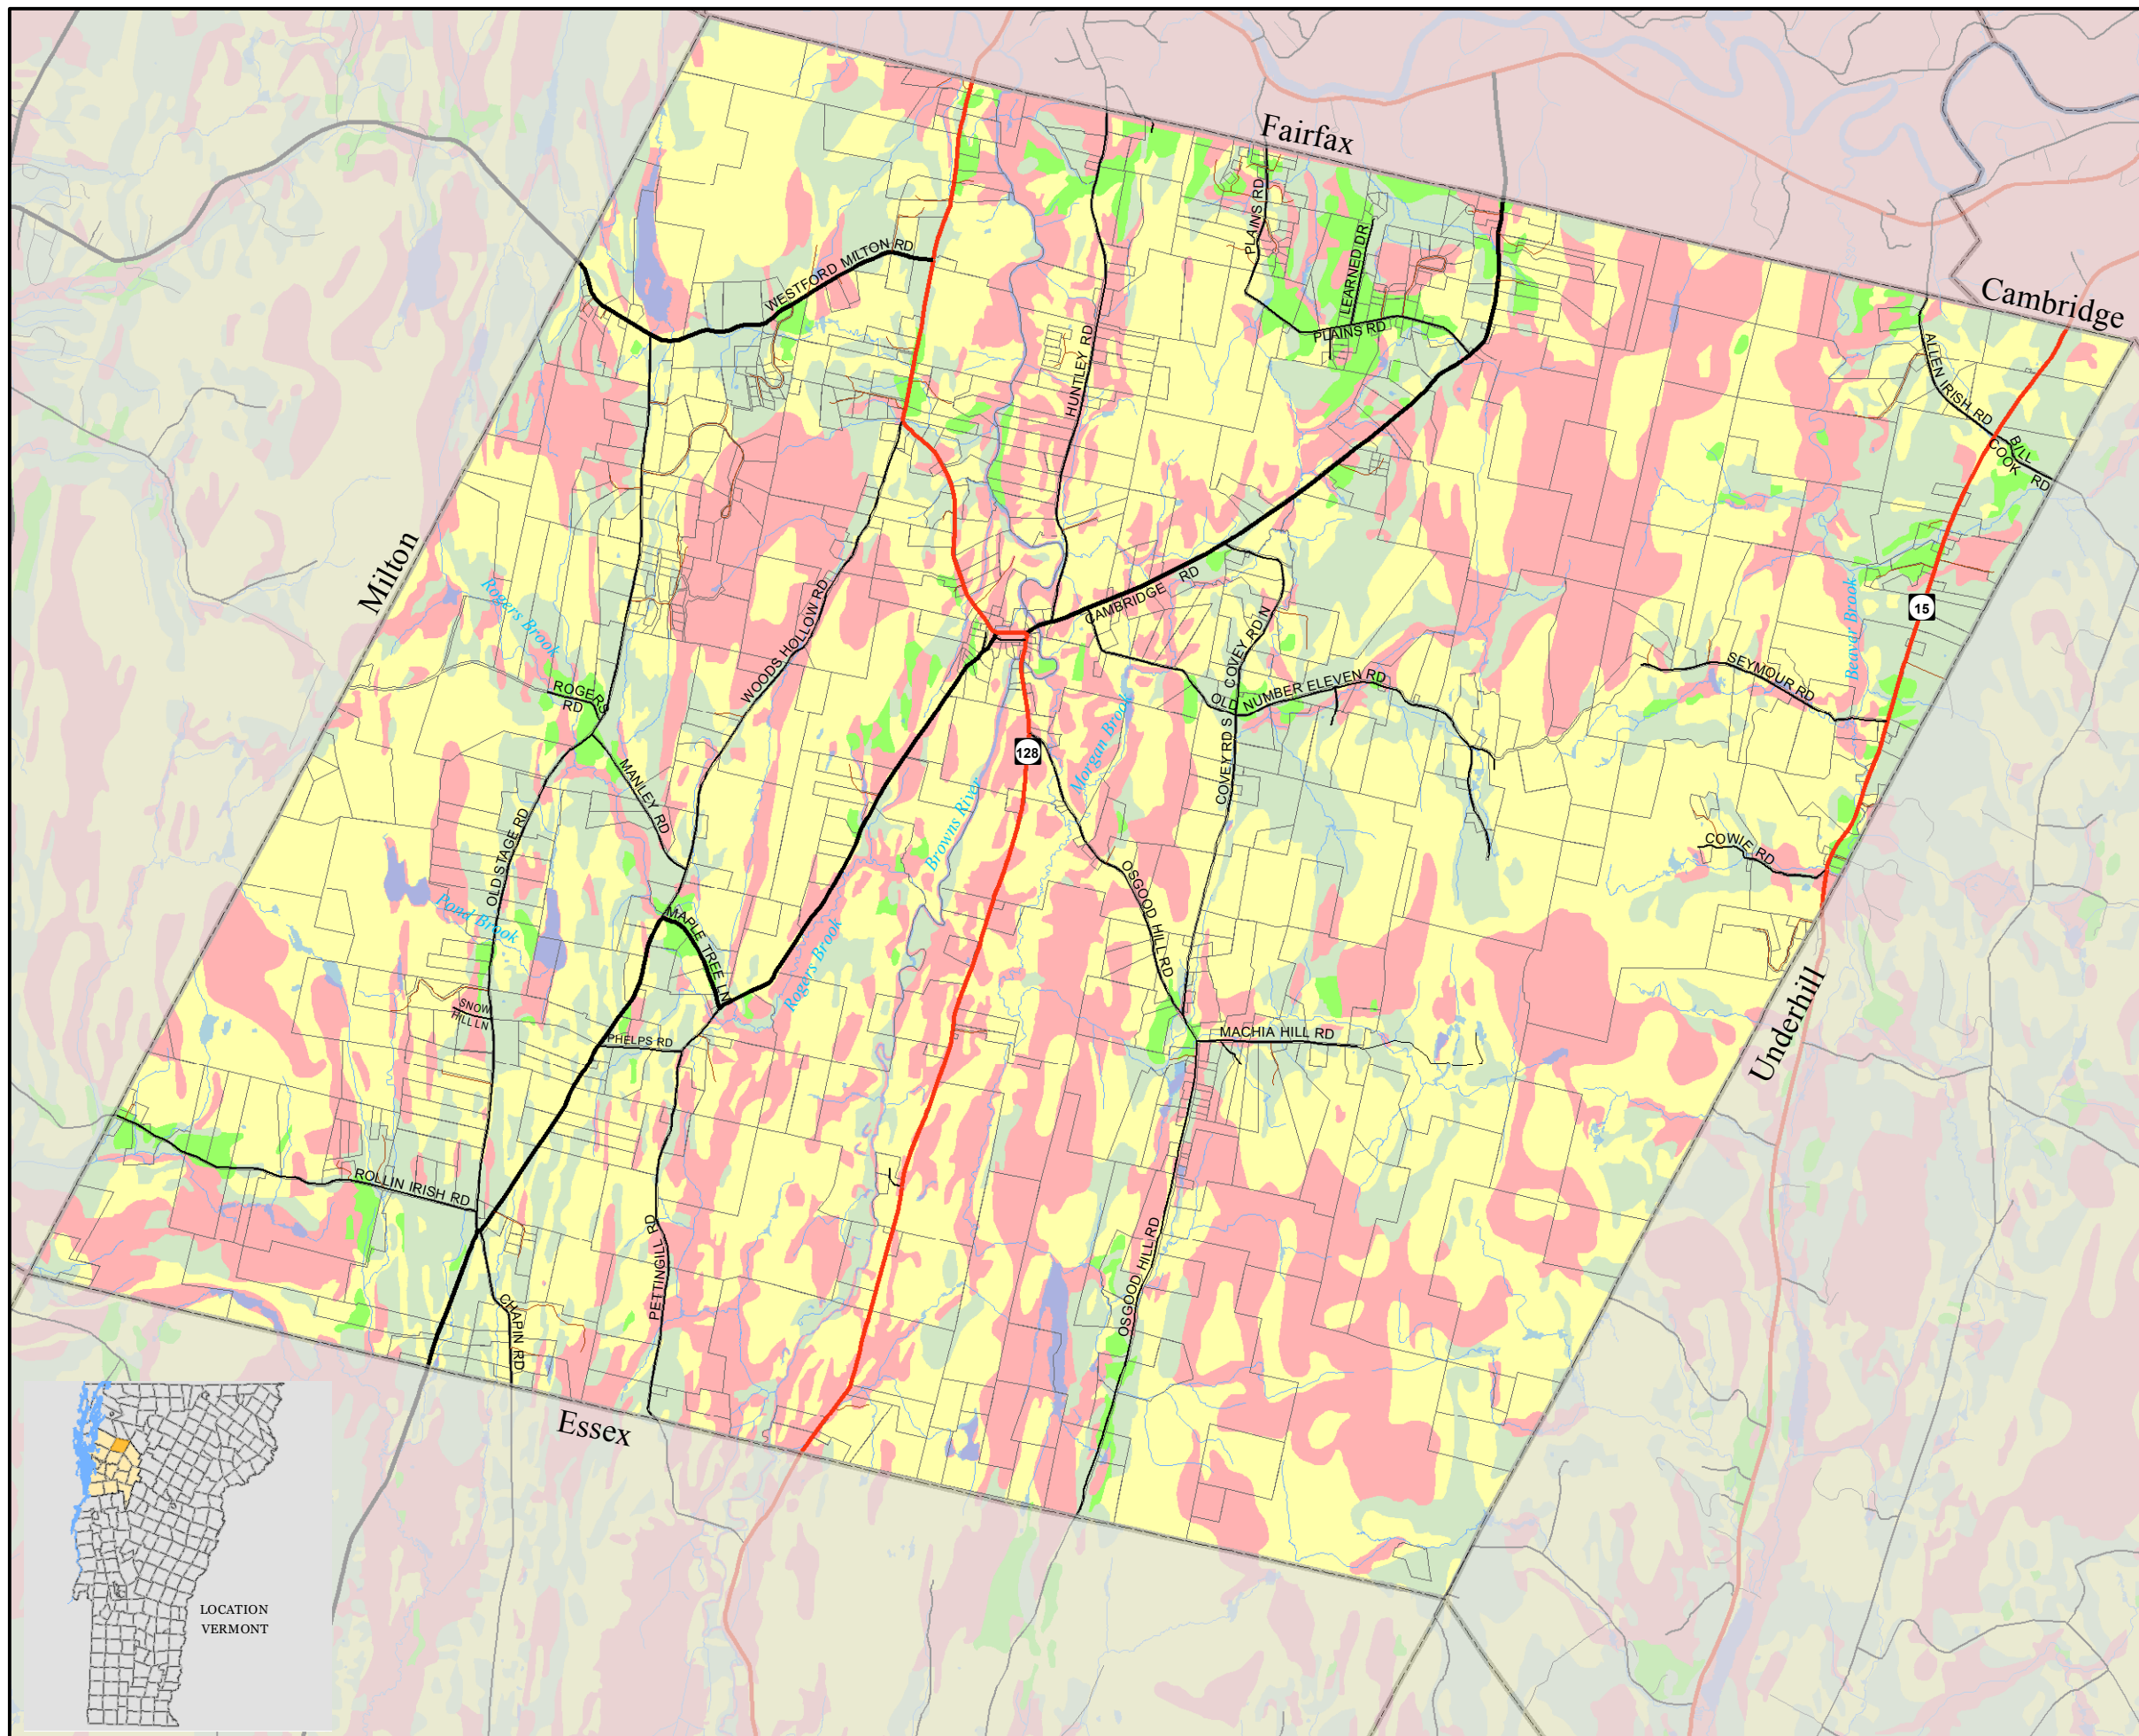 Fairfax
Cambridge
PLAINS RD
LEARNED DR
WESTFORD MILTON RD
PLAINS RD
HUNTLEY RD
ALLEN IRISH RD
BILL
COOK
RD
Milton
Rogers Brook
CAMBRIDGE RD
WOODS HOLLOW RD
COVEY RD N
Beaver Brook
15
ROGERS
RD
OLD NUMBER ELEVEN RD
SEYMOUR RD
128
Morgan Brook
COVEY RD S
MANLEY RD
Browns River
OLD STAGE RD
COWIE RD
OSGOOD HILL RD
Pond Brook
MAPLE TREE LN
Rogers Brook
SNOW
HILL LN
Underhill
PHELPS RD
MACHIA HILL RD
ROLLIN IRISH RD
PETTINGILL RD
OSGOOD HILL RD
CHAPIN RD
Essex
LOCATION
VERMONT